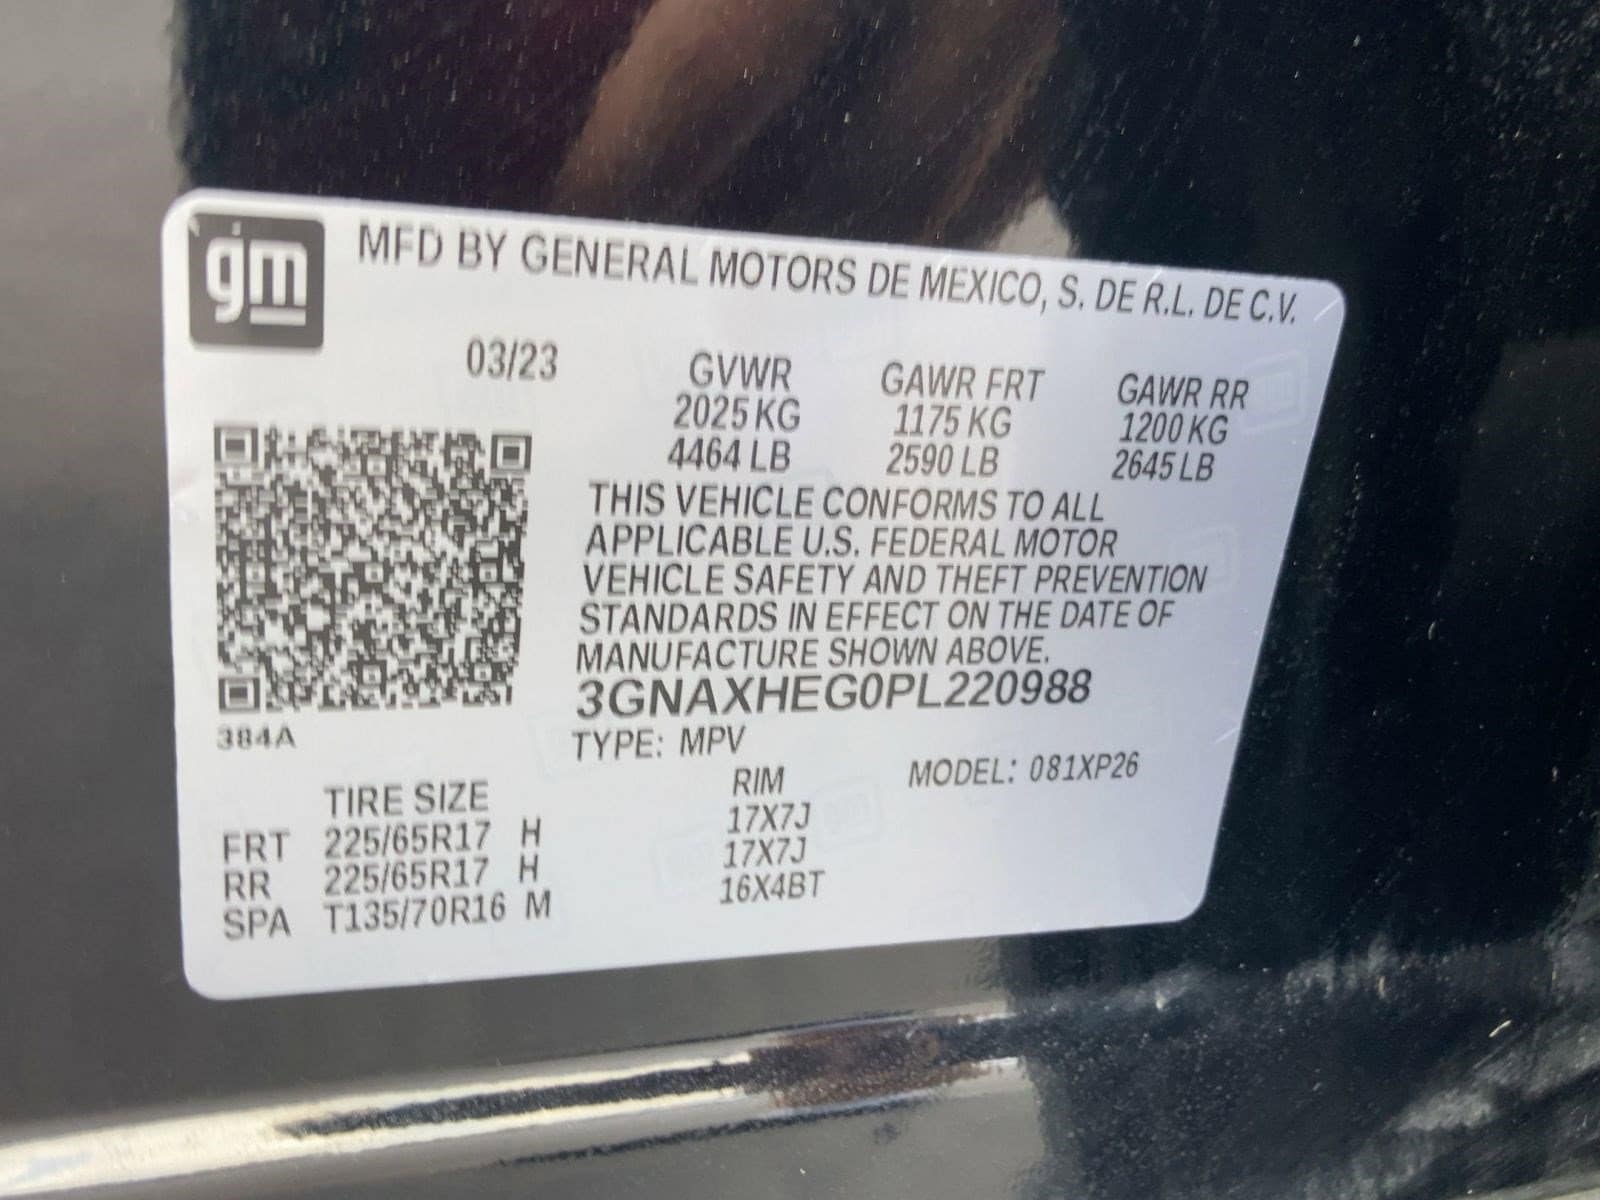 gm
MFD BY GENERAL MOTORS DE MEXICO, S. DE R.L. DE C.V.
03/23 GVWR GAWR FRT GAWR RR
2025 KG 1175 KG 1200 KG
4464 LB 2590 LB 2645 LB
THIS VEHICLE CONFORMS TO ALL
APPLICABLE U.S. FEDERAL MOTOR
VEHICLE SAFETY AND THEFT PREVENTION
STANDARDS IN EFFECT ON THE DATE OF
MANUFACTURE SHOWN ABOVE.
3GNAXHEG0PL220988
384A
TYPE: MPV MODEL: 081XP26
TIRE SIZE RIM
FRT 225/65R17 H 17X7J
RR 225/65R17 H 17X7J
SPA T135/70R16 M 16X4BT